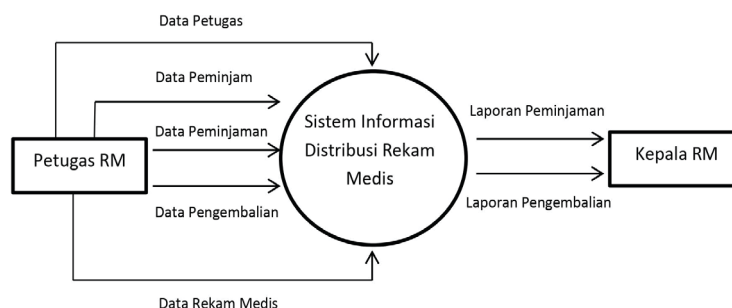 Data Petugas
Data Peminjam
Data Peminjaman
Data Pengembalian
Data Rekam Medis
Petugas RM
Sistem Informasi
Distribusi Rekam
Medis
Laporan Peminjaman
Laporan Pengembalian
Kepala RM